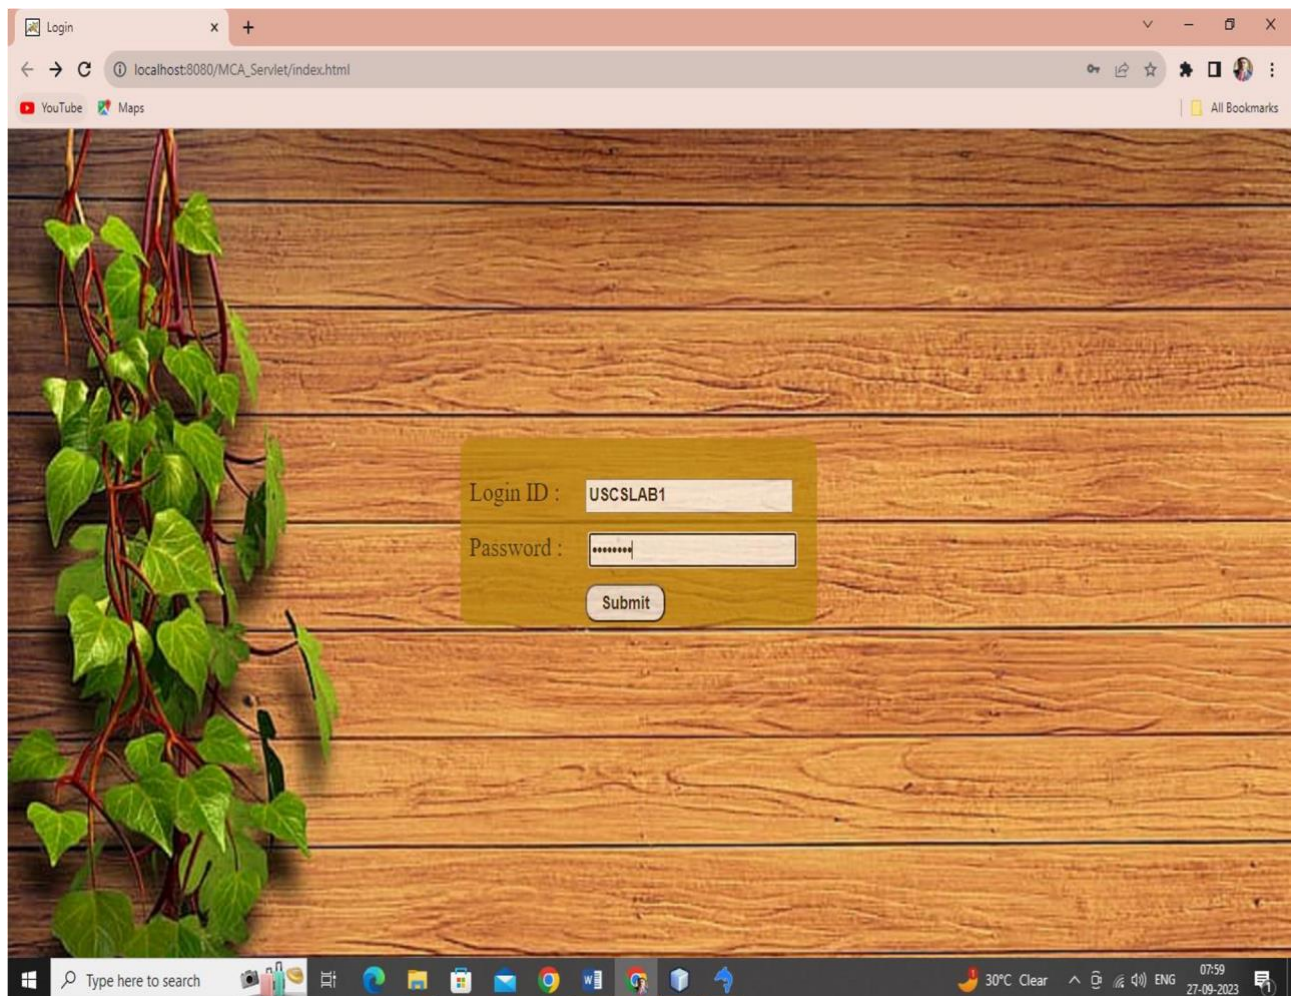 Login
localhost:8080/MCA_Servlet/index.html
YouTube Maps All Bookmarks
Login ID : USCSLAB1
Password : ••••••••
Submit
Type here to search 30°C Clear ENG 07:59
27-09-2023